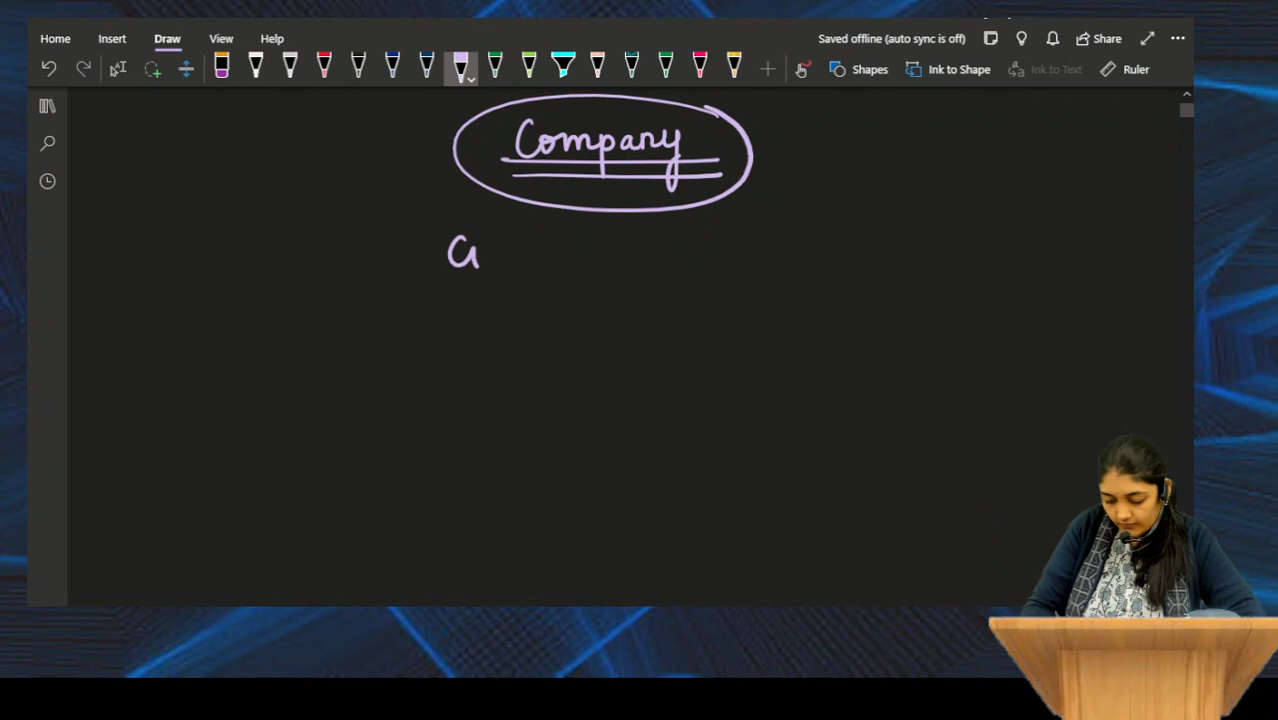 Home Insert Draw View Help Saved offline (auto sync is off) Share
Shapes Ink to Shape Ink to Text Ruler
Company
a